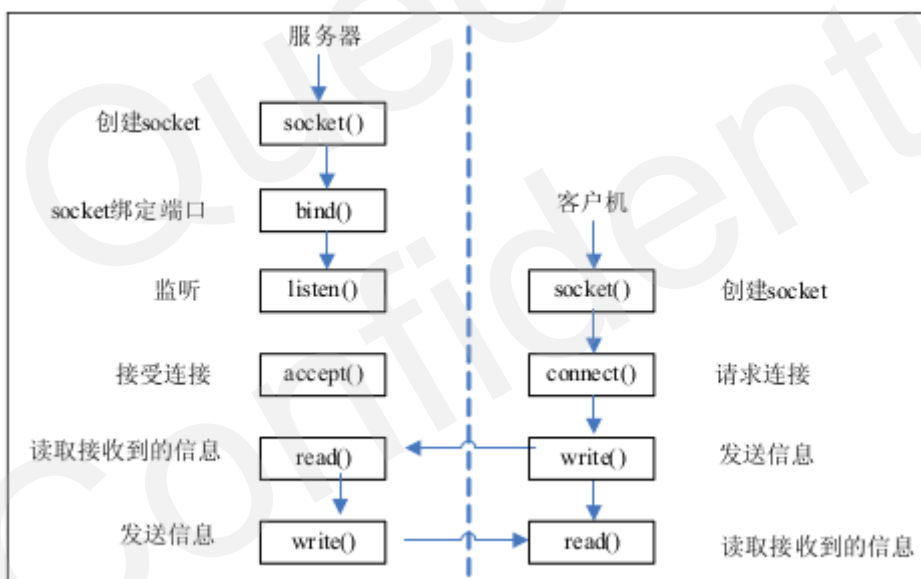 服务器
创建socket
socket()
socket绑定端口
bind()
监听
listen()
接受连接
accept()
读取接收到的信息
read()
发送信息
write()
客户机
socket()
创建socket
connect()
请求连接
write()
发送信息
read()
读取接收到的信息
Confidenti